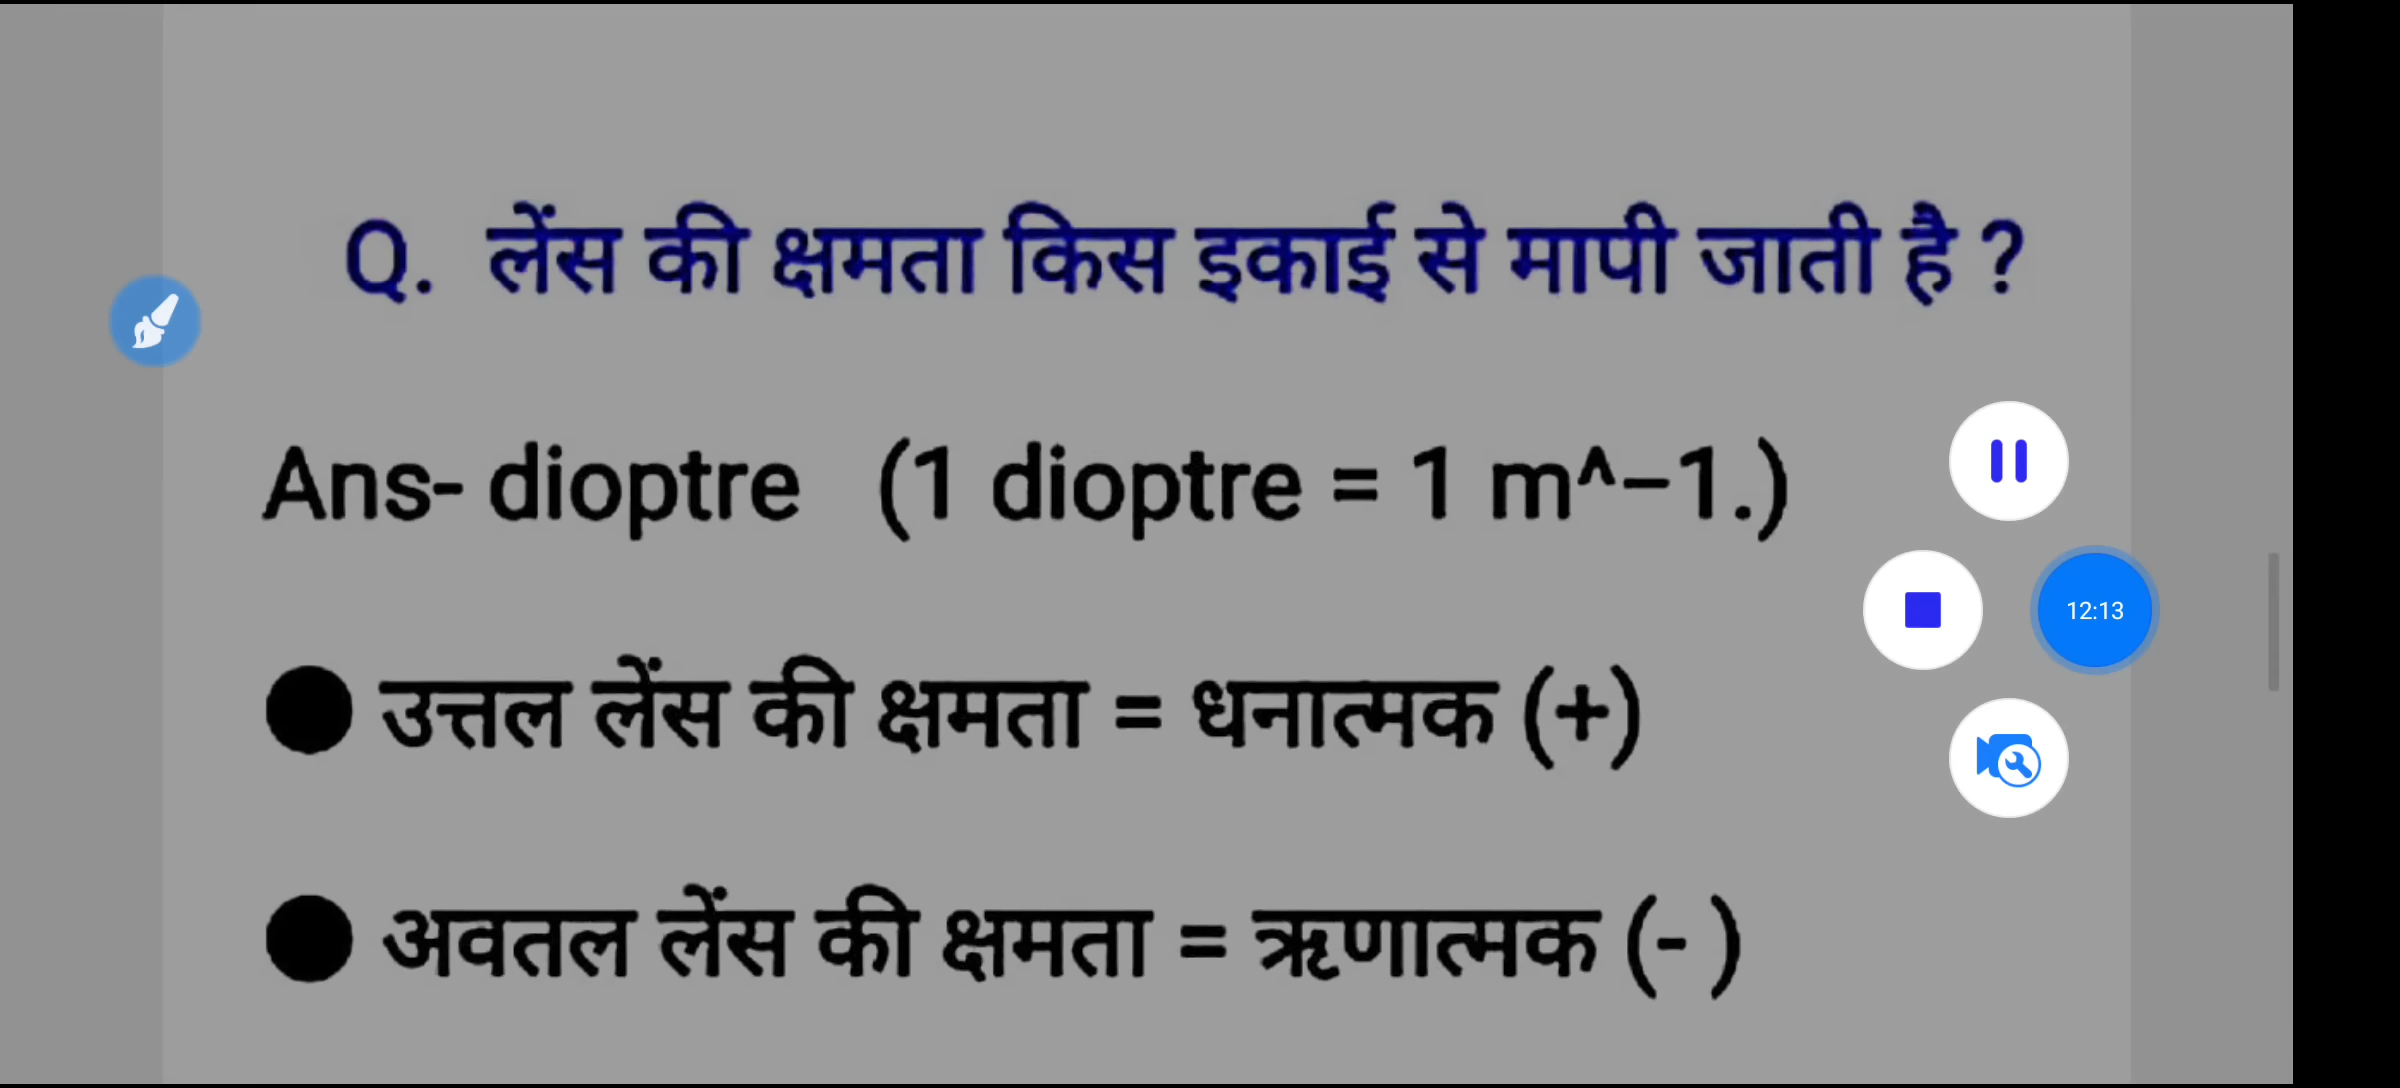 Q. लेंस की क्षमता किस इकाई से मापी जाती है ?
Ans- dioptre (1 dioptre = 1 m^−1.)
● उत्तल लेंस की क्षमता = धनात्मक (+)
12:13
● अवतल लेंस की क्षमता = ऋणात्मक (- )